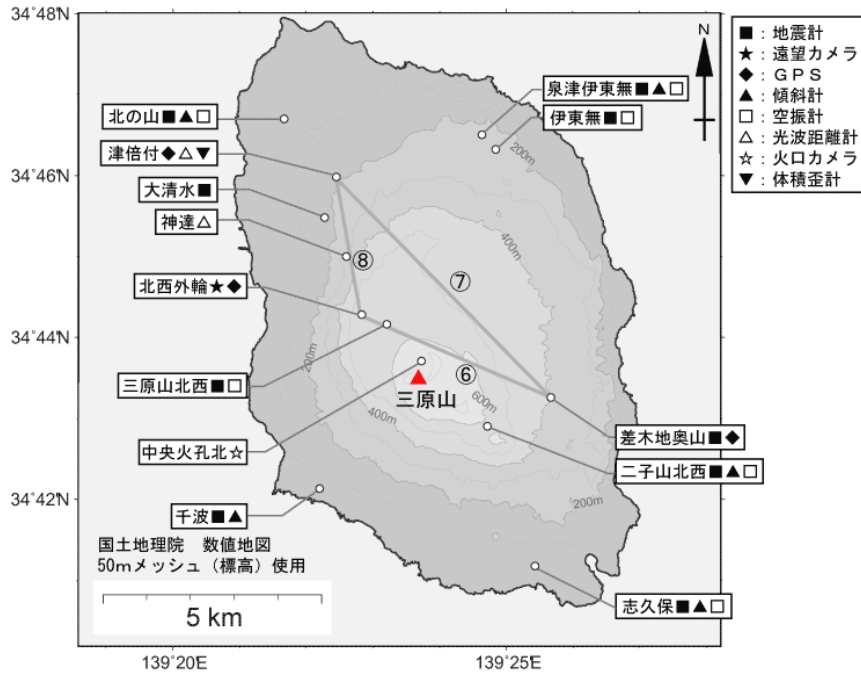 34˚48'N
34˚46'N
34˚44'N
34˚42'N
139˚20'E
139˚25'E
N
■：地震計
★：遠望カメラ
◆：ＧＰＳ
▲：傾斜計
□：空振計
△：光波距離計
☆：火口カメラ
▼：体積歪計
北の山■▲□
津倍付◆△▼
大清水■
神達△
北西外輪★◆
三原山北西■□
中央火孔北☆
千波■▲
泉津伊東無■▲□
伊東無■□
差木地奥山■◆
二子山北西■▲□
志久保■▲□
三原山
⑧
⑦
⑥
200m
400m
200m
400m
600m
200m
国土地理院　数値地図
50mメッシュ（標高）使用
5 km